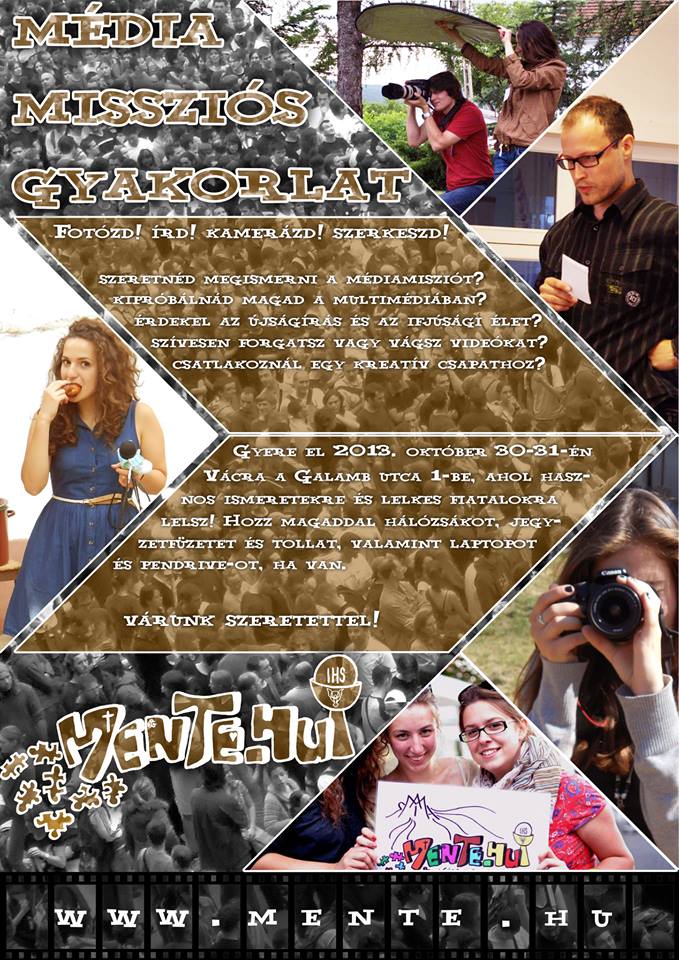 MÉDIA
MISSZIÓS
GYAKORLAT
FOTÓZD! ÍRD! KAMERÁZD! SZERKESZD!
SZERETNÉD MEGISMERNI A MÉDIAMISZIÓT?
KIPRÓBÁLNÁD MAGAD A MULTIMÉDIÁBAN?
ÉRDEKEL AZ ÚJSÁGÍRÁS ÉS AZ IFJÚSÁGI ÉLET?
SZÍVESEN FORGATSZ VAGY VÁGSZ VIDEÓKAT?
CSATLAKOZNÁL EGY KREATÍV CSAPATHOZ?
GYERE EL 2013. OKTÓBER 30-31-ÉN
VÁCRA A GALAMB UTCA 1-BE, AHOL HASZ-
NOS ISMERETEKRE ÉS LELKES FIATALOKRA
LELSZ! HOZZ MAGADDAL HÁLÓZSÁKOT, JEGY-
ZETFÜZETET ÉS TOLLAT, VALAMINT LAPTOPOT
ÉS PENDRIVE-OT, HA VAN.
VÁRUNK SZERETETTEL!
IHS
MENTE.HU
Canon
IHS
MENTE.HU
WWW.MENTE.HU